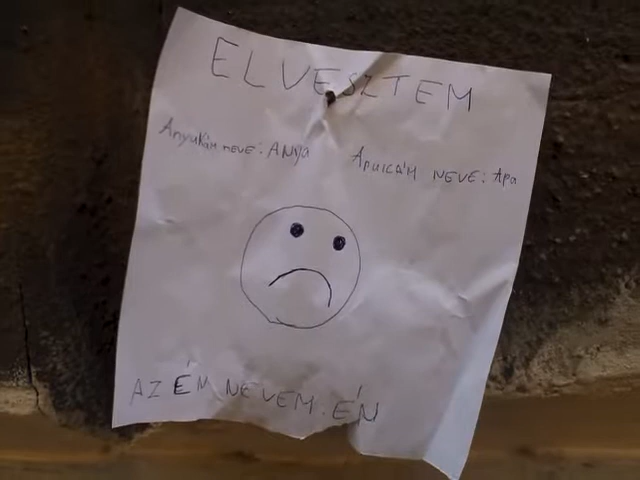 ELVESZTEM
Anyukám neve: ANYA
APUKÁM NEVE: APA
AZ ÉN NEVEM: ÉN